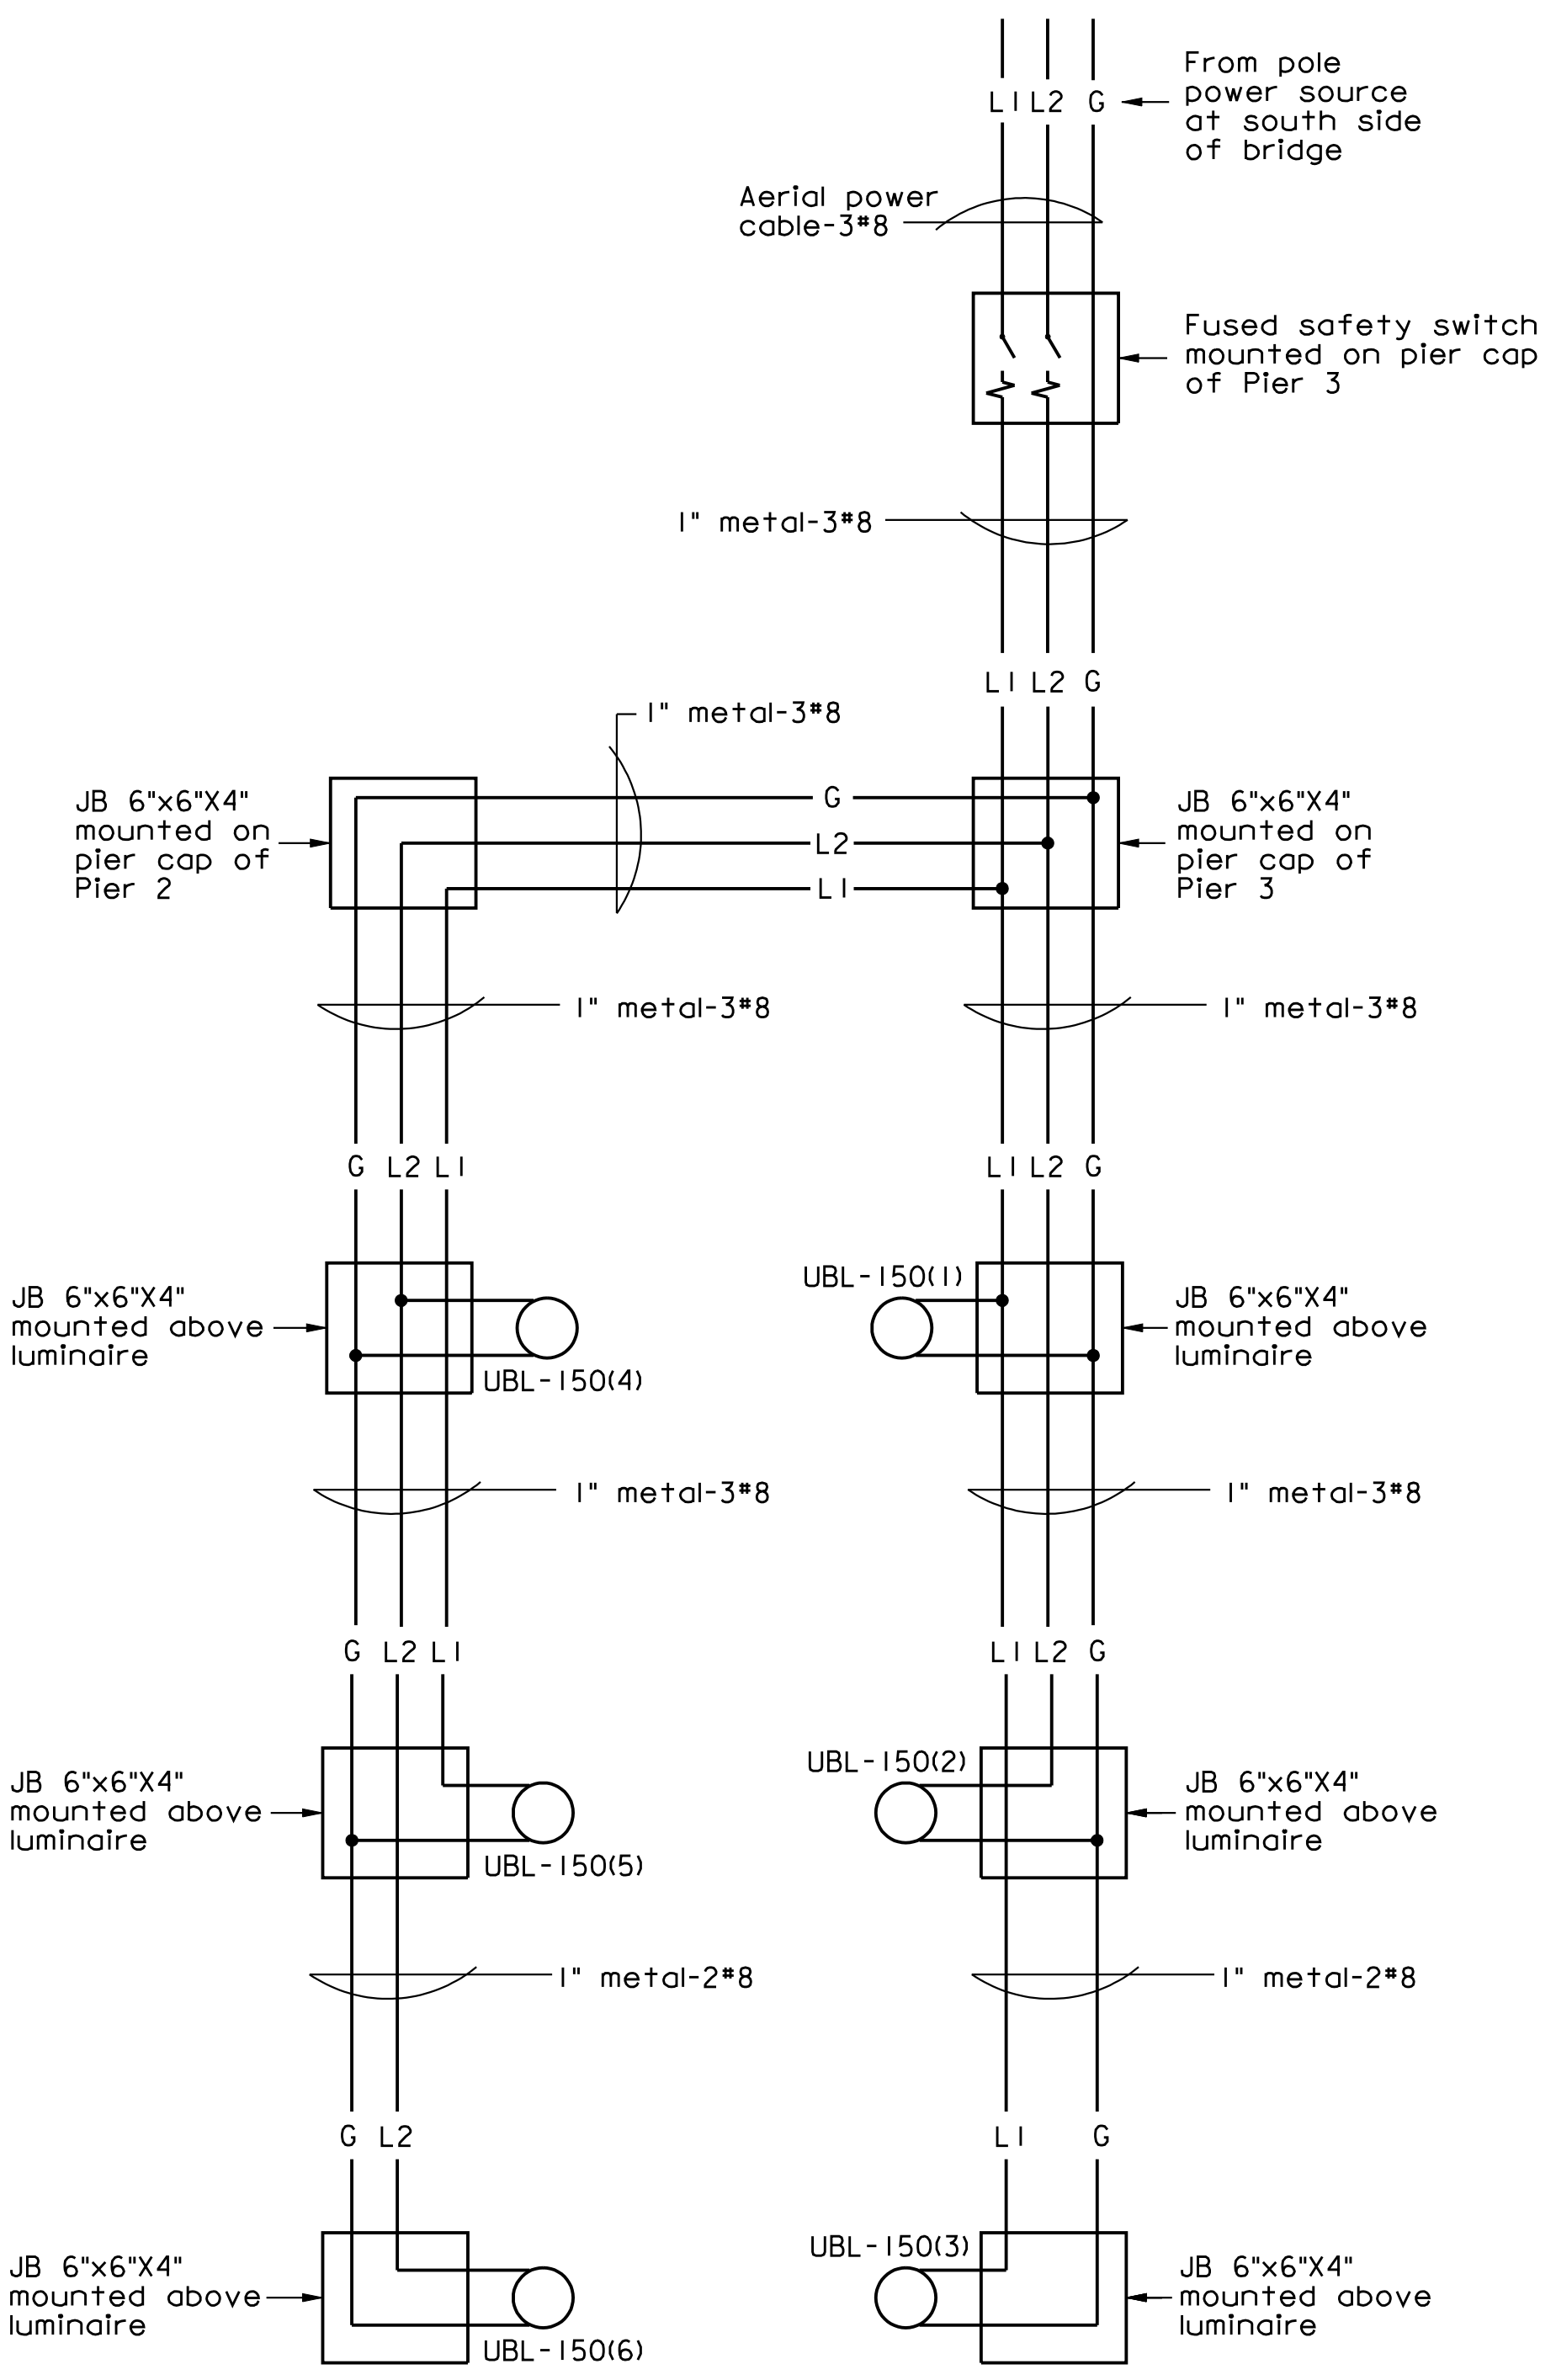 L1 L2 G
From pole
power source
at south side
of bridge
Aerial power
cable-3#8
Fused safety switch
mounted on pier cap
of Pier 3
1" metal-3#8
L1 L2 G
1" metal-3#8
JB 6"x6"X4"
mounted on
pier cap of
Pier 2
G
L2
L1
JB 6"x6"X4"
mounted on
pier cap of
Pier 3
1" metal-3#8
1" metal-3#8
G L2 L1
L1 L2 G
JB 6"x6"X4"
mounted above
luminaire
UBL-150(4)
UBL-150(1)
JB 6"x6"X4"
mounted above
luminaire
1" metal-3#8
1" metal-3#8
G L2 L1
L1 L2 G
JB 6"x6"X4"
mounted above
luminaire
UBL-150(5)
UBL-150(2)
JB 6"x6"X4"
mounted above
luminaire
1" metal-2#8
1" metal-2#8
G L2
L1 G
JB 6"x6"X4"
mounted above
luminaire
UBL-150(6)
UBL-150(3)
JB 6"x6"X4"
mounted above
luminaire